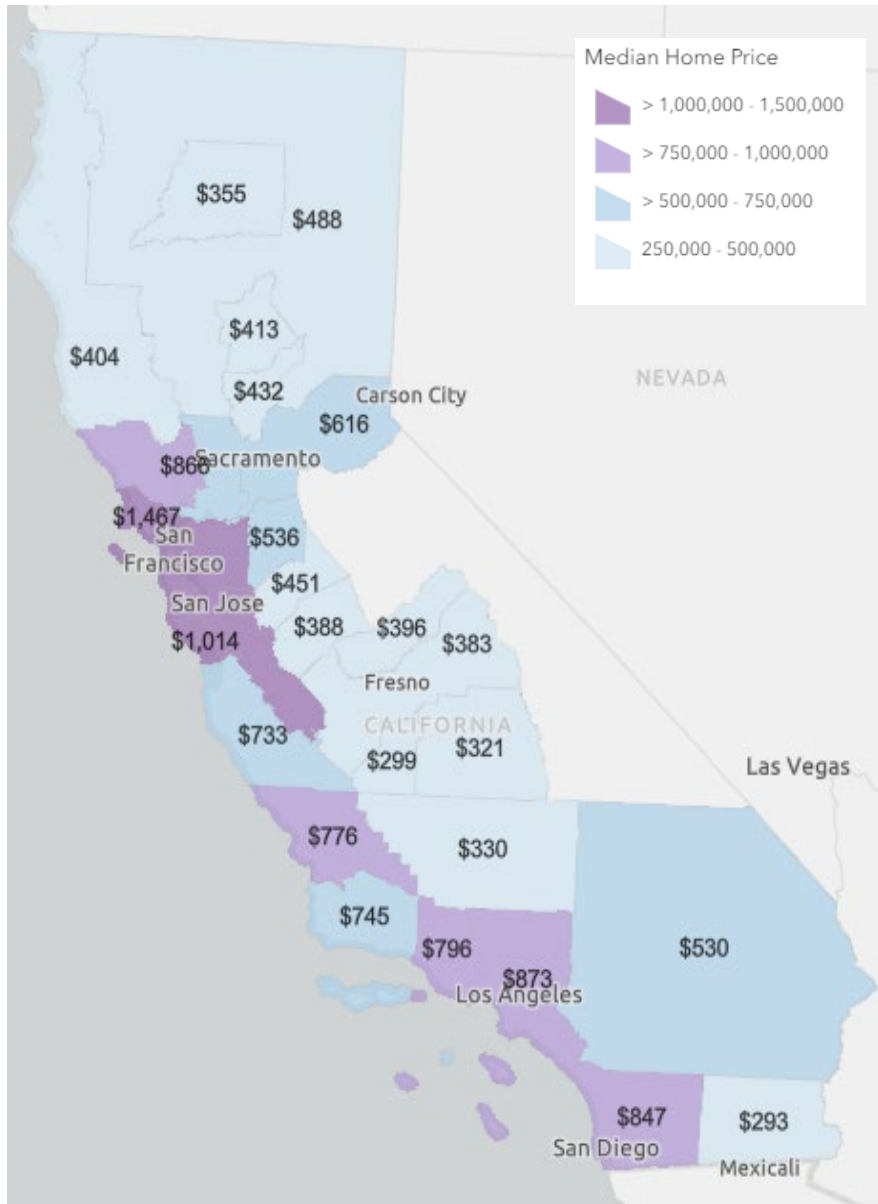 Median Home Price
> 1,000,000 - 1,500,000
> 750,000 - 1,000,000
> 500,000 - 750,000
250,000 - 500,000
$355
$488
$413
$404
NEVADA
$432
Carson City
$616
$866
Sacramento
$1,467
San
Francisco
$536
$451
San Jose
$1,014
$388
$396
$383
Fresno
CALIFORNIA
$733
$299
$321
Las Vegas
$776
$330
$745
$796
$530
$873
Los Angeles
$847
$293
San Diego
Mexicali